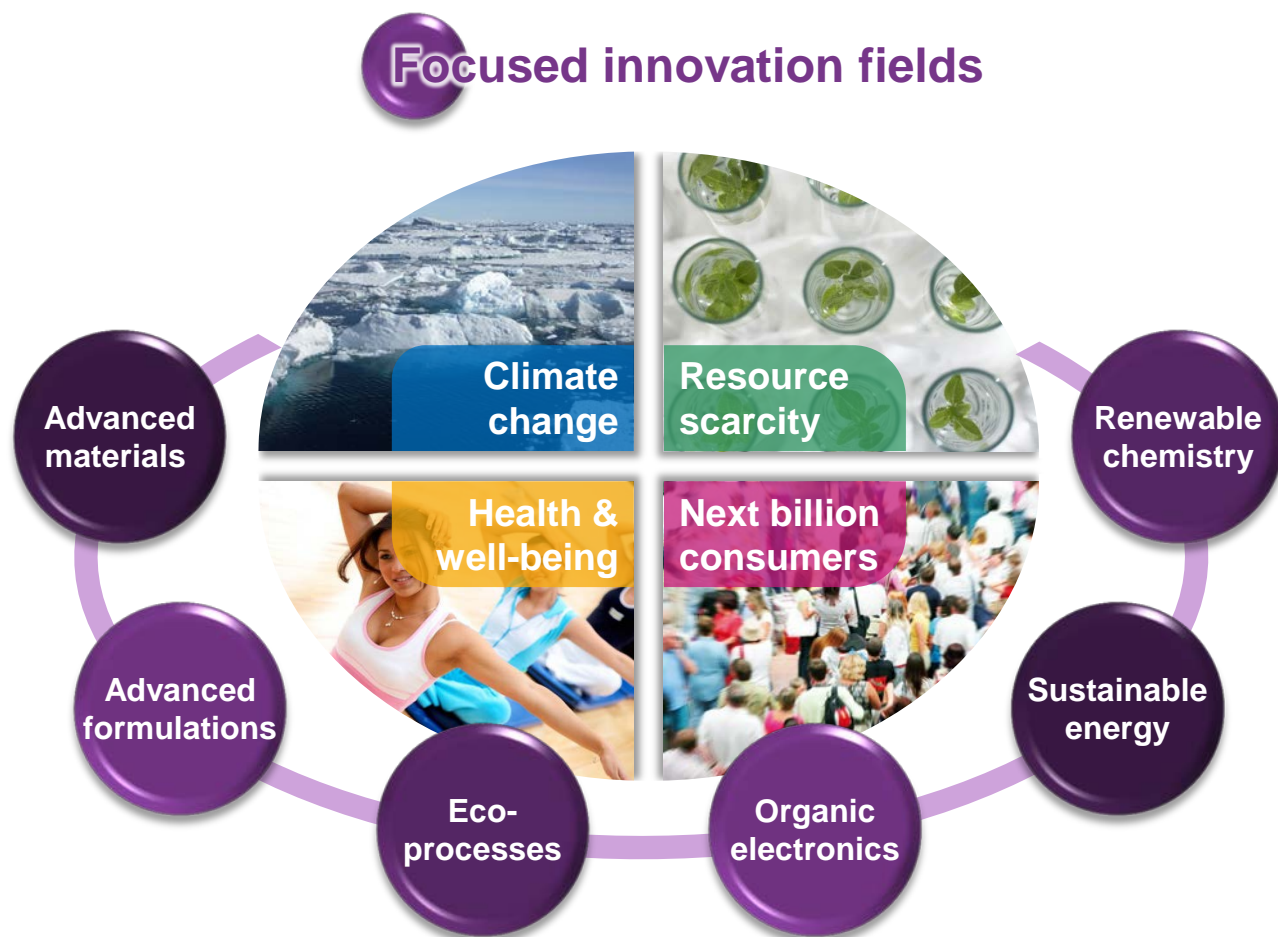 Focused innovation fields
Climate
change
Resource
scarcity
Health &
well-being
Next billion
consumers
Advanced
materials
Advanced
formulations
Eco-
processes
Organic
electronics
Sustainable
energy
Renewable
chemistry